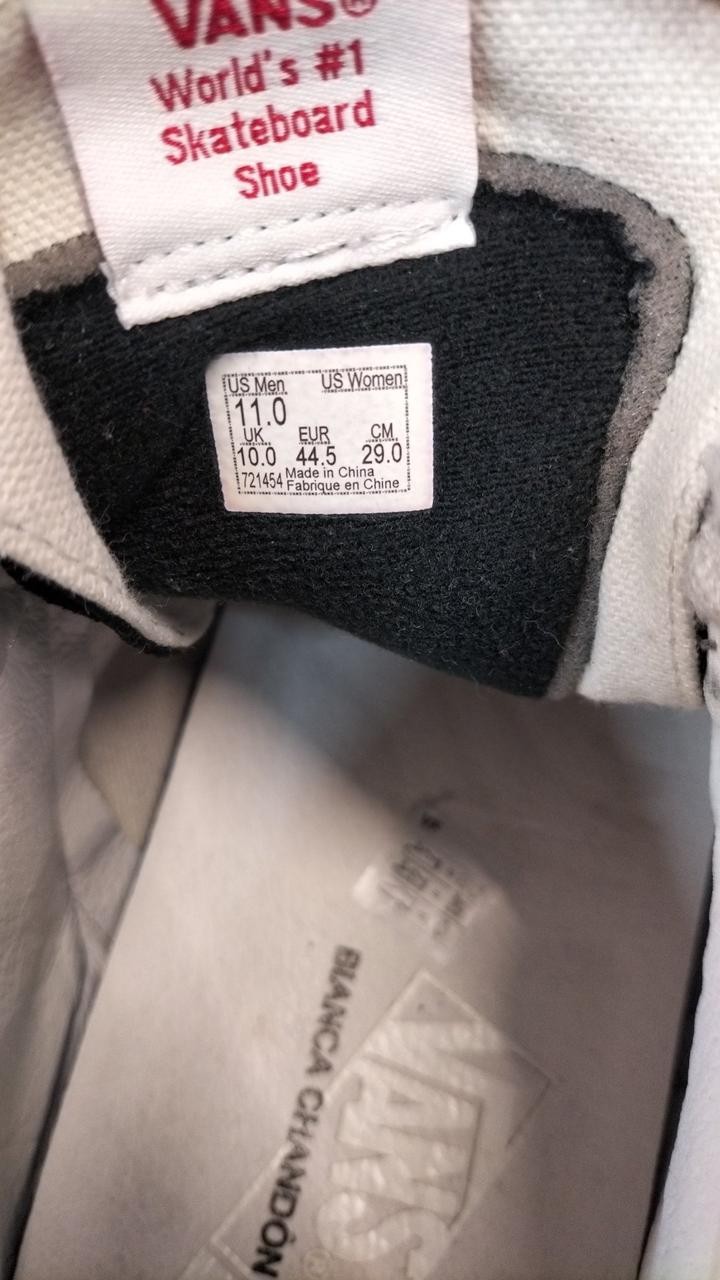 VANS®
World's #1
Skateboard
Shoe
US Men US Women
11.0
UK EUR CM
10.0 44.5 29.0
721454 Made in China
Fabrique en Chine
BIANCA CHANDÔN
VANS®